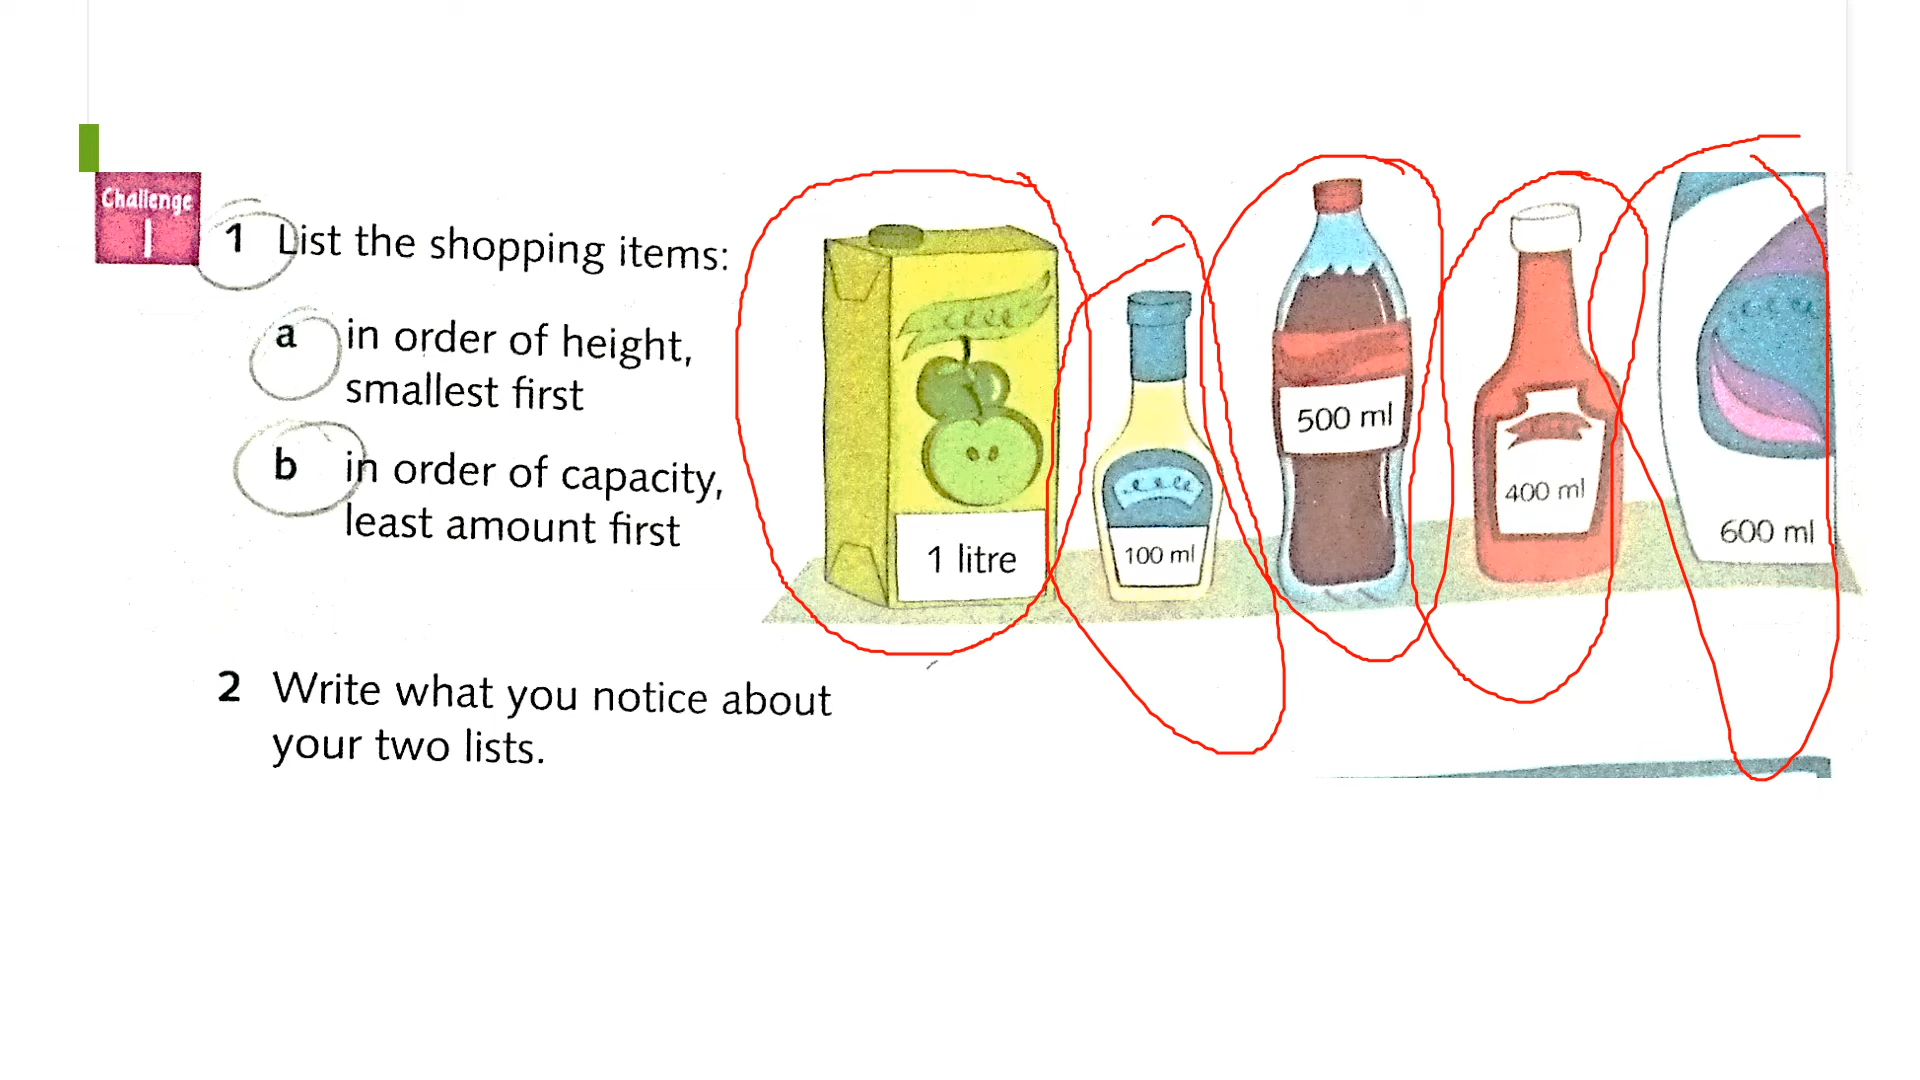 Challenge
1
1 List the shopping items:
a in order of height,
smallest first
b in order of capacity,
least amount first
2 Write what you notice about
your two lists.
1 litre
100 ml
500 ml
400 ml
600 ml